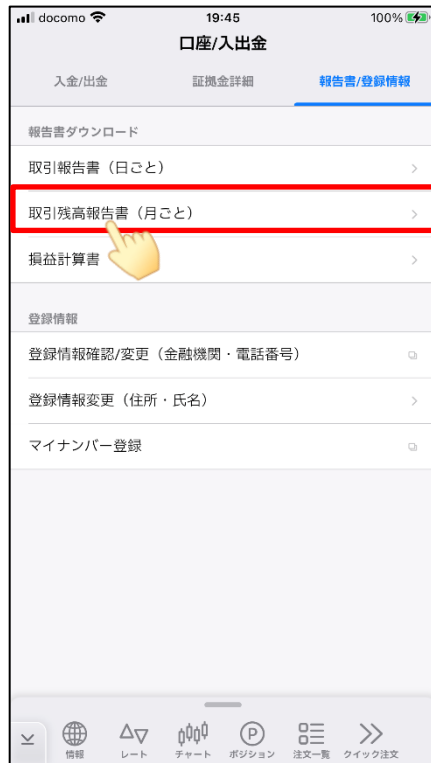 docomo 19:45 100%
口座/入出金
入金/出金 証拠金詳細 報告書/登録情報
報告書ダウンロード
取引報告書（日ごと）
取引残高報告書（月ごと）
損益計算書
登録情報
登録情報確認/変更（金融機関・電話番号）
登録情報変更（住所・氏名）
マイナンバー登録
P
情報 レート チャート ポジション 注文一覧 クイック注文